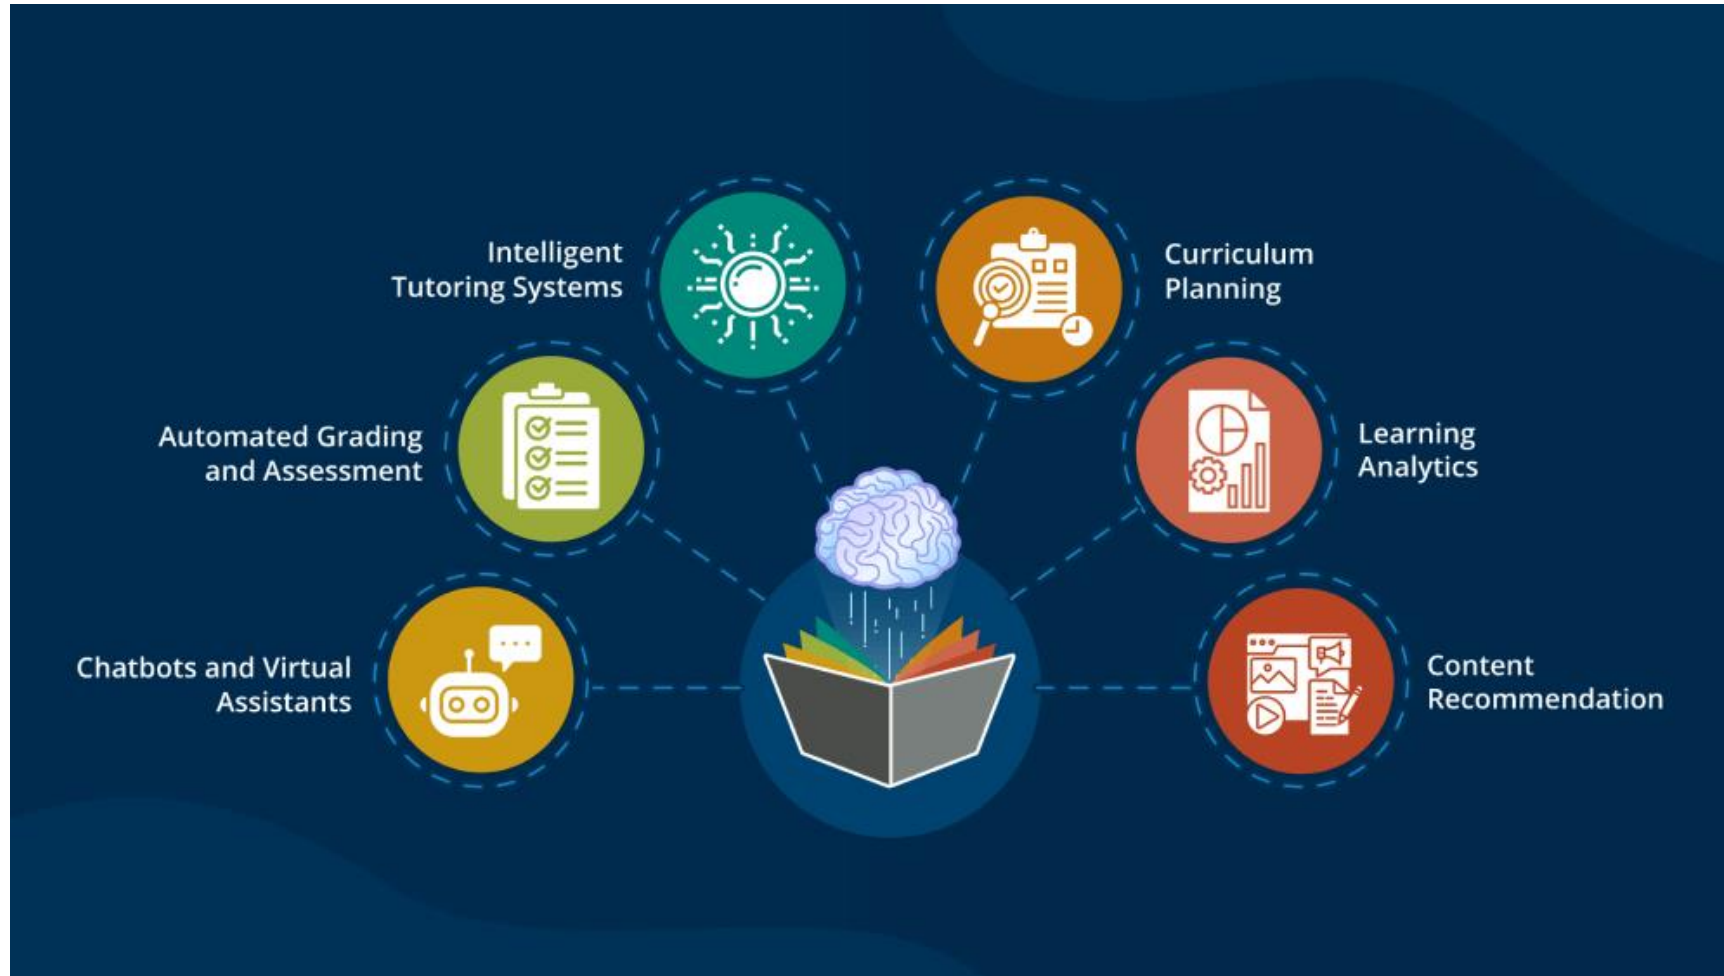 Intelligent
Tutoring Systems
Curriculum
Planning
Automated Grading
and Assessment
Learning
Analytics
Chatbots and Virtual
Assistants
Content
Recommendation